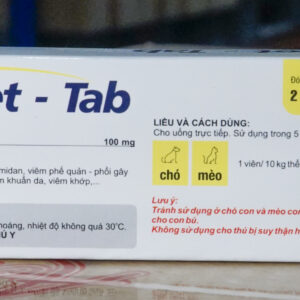 et - Tab
100 mg
midan, viêm phế quản - phổi gây
m khuẩn da, viêm khớp,...
oáng, nhiệt độ không quá 30°C.
Ú Y
LIỀU VÀ CÁCH DÙNG:
Cho uống trực tiếp. Sử dụng trong 5
chó
mèo
1 viên/10 kg thể
Lưu ý:
Tránh sử dụng ở chó con và mèo con
cho con bú.
Không sử dụng cho thú bị suy thận h
Đó
2